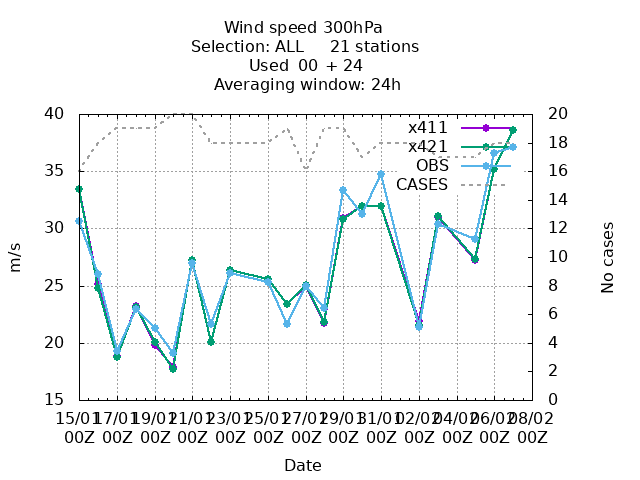 Wind speed 300hPa
Selection: ALL     21 stations
Used  00 + 24
Averaging window: 24h
40
35
30
25
20
15
m/s
20
18
16
14
12
10
8
6
4
2
0
No cases
x411
x421
OBS
CASES
15/01 17/01 19/01 21/01 23/01 25/01 27/01 29/01 31/01 02/02 04/02 06/02 08/02
00Z 00Z 00Z 00Z 00Z 00Z 00Z 00Z 00Z 00Z 00Z 00Z 00Z
Date